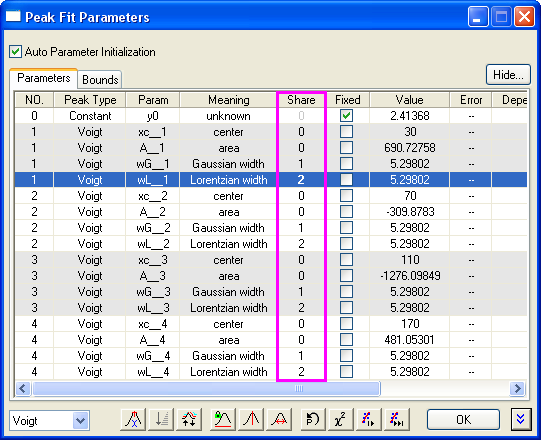 Peak Fit Parameters
Auto Parameter Initialization
Parameters Bounds Hide...
NO. Peak Type Param Meaning Share Fixed Value Error Depe
0 Constant y0 unknown 0 2.41368 --
1 Voigt xc__1 center 0 30 --
1 Voigt A__1 area 0 690.72758 --
1 Voigt wG__1 Gaussian width 1 5.29802 --
1 Voigt wL__1 Lorentzian width 2 5.29802 --
2 Voigt xc__2 center 0 70 --
2 Voigt A__2 area 0 -309.8783 --
2 Voigt wG__2 Gaussian width 1 5.29802 --
2 Voigt wL__2 Lorentzian width 2 5.29802 --
3 Voigt xc__3 center 0 110 --
3 Voigt A__3 area 0 -1276.09849 --
3 Voigt wG__3 Gaussian width 1 5.29802 --
3 Voigt wL__3 Lorentzian width 2 5.29802 --
4 Voigt xc__4 center 0 170 --
4 Voigt A__4 area 0 481.05301 --
4 Voigt wG__4 Gaussian width 1 5.29802 --
4 Voigt wL__4 Lorentzian width 2 5.29802 --
Voigt P χ² OK